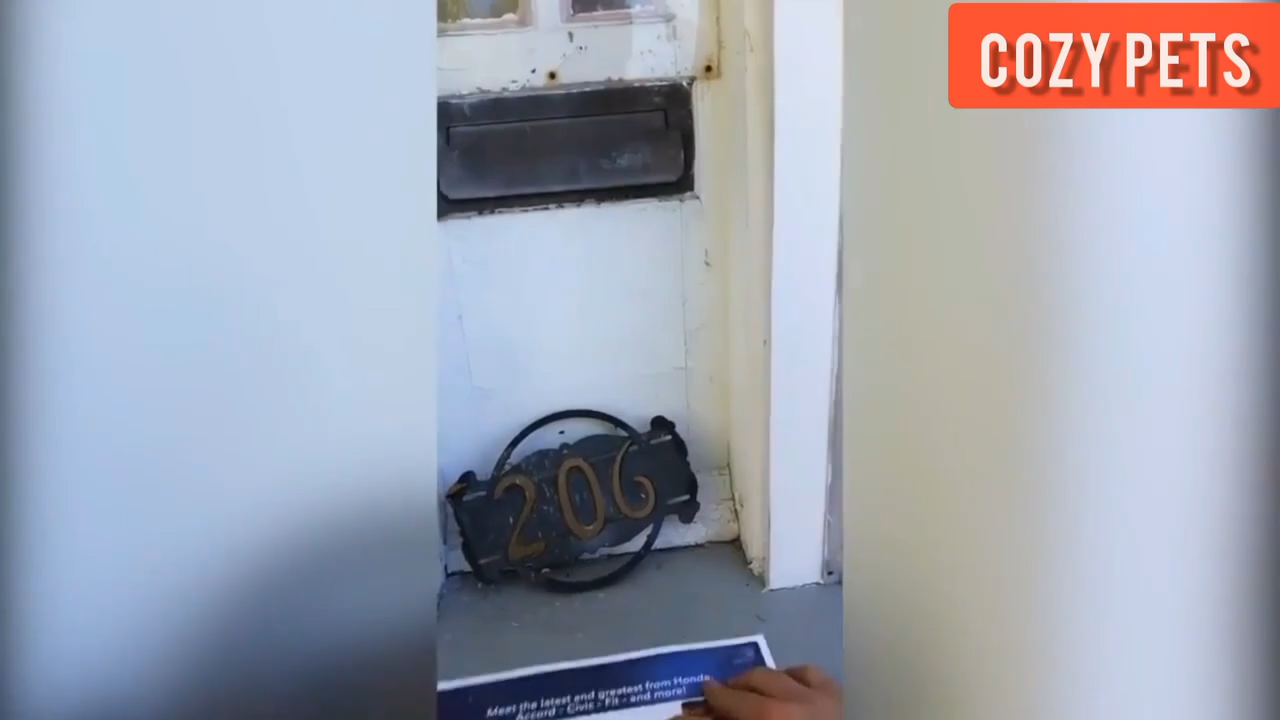 COZY PETS
206
Meet the latest and greatest from Honda
Accord - Civic - Fit - and more!